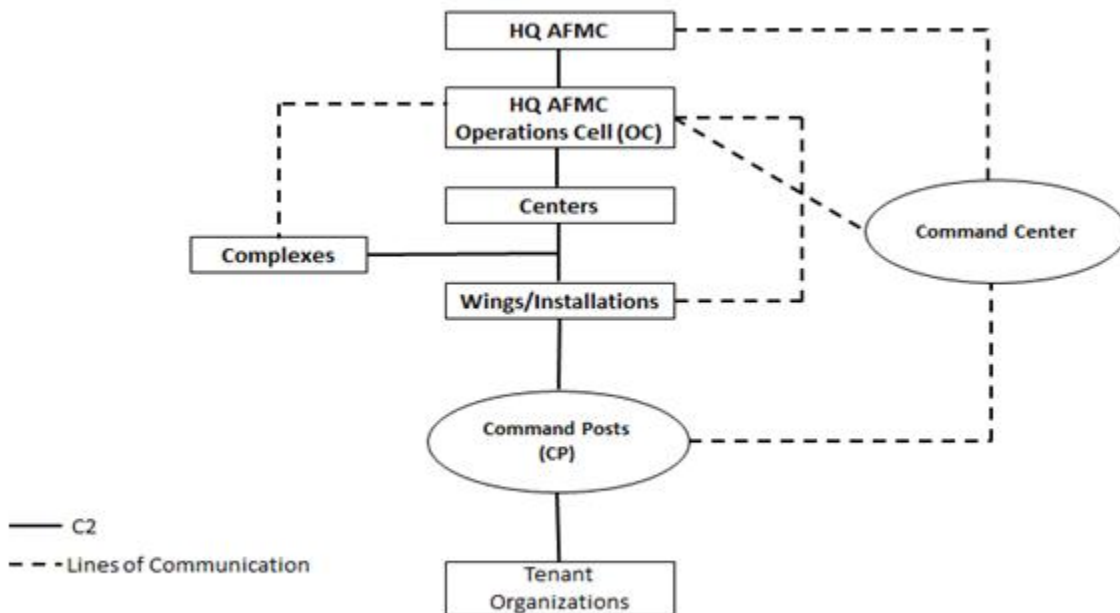 HQ AFMC
HQ AFMC
Operations Cell (OC)
Centers
Complexes
Command Center
Wings/Installations
Command Posts
(CP)
C2
Lines of Communication
Tenant
Organizations